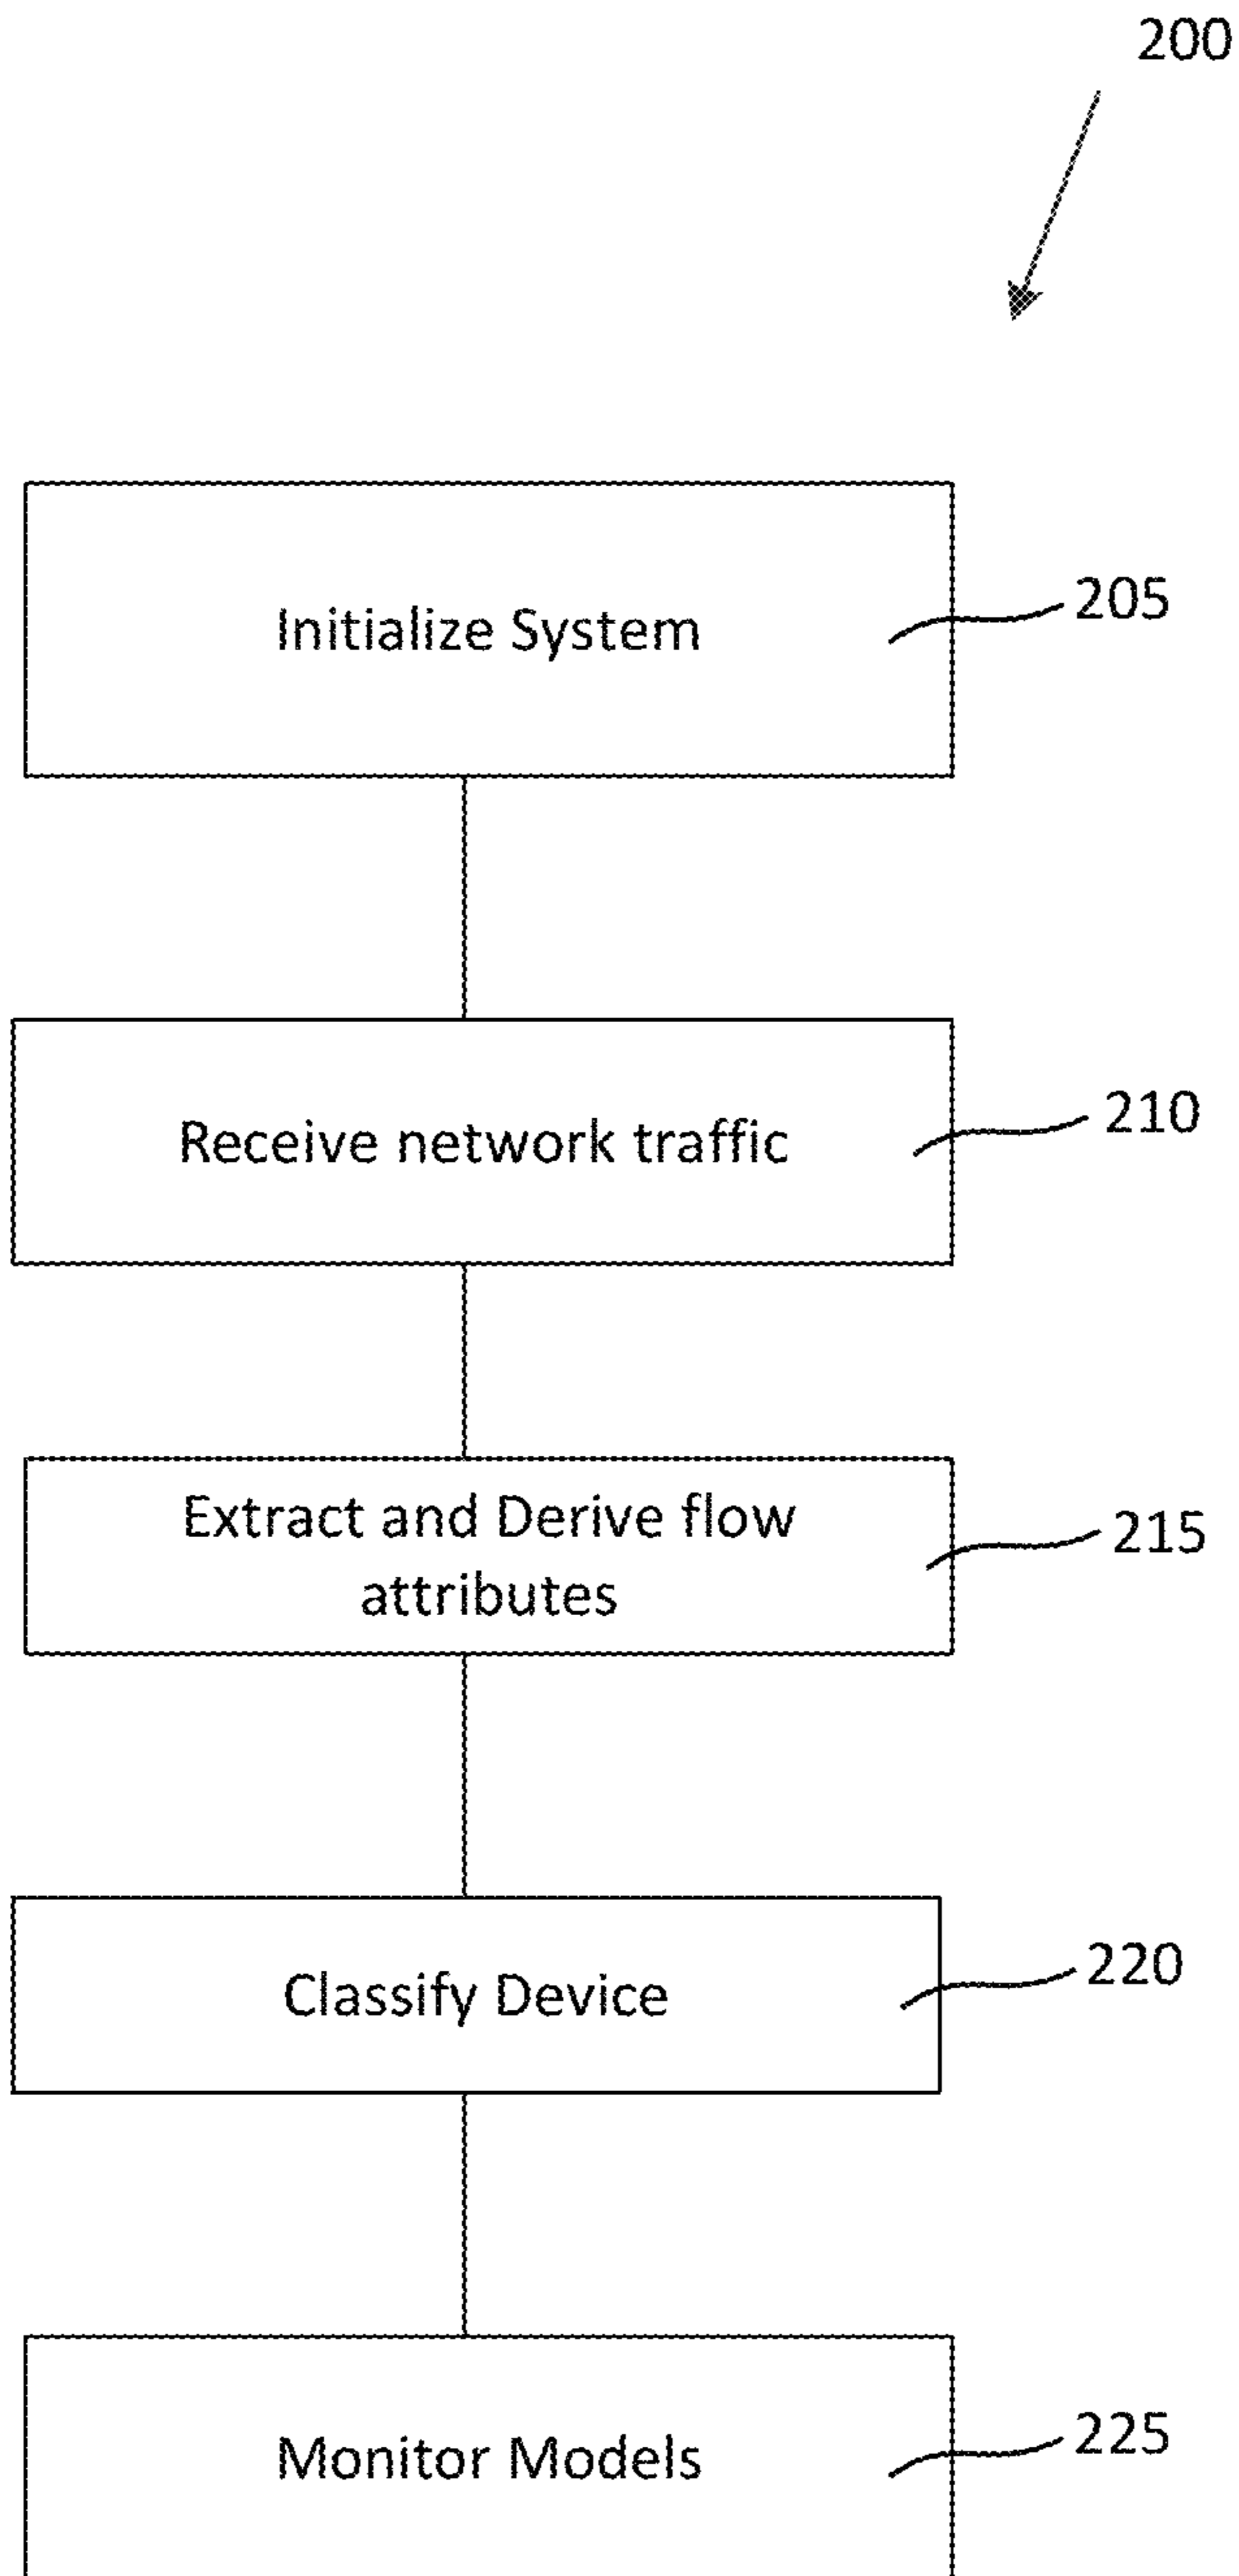 200
Initialize System
205
Receive network traffic
210
Extract and Derive flow
attributes
215
Classify Device
220
Monitor Models
225